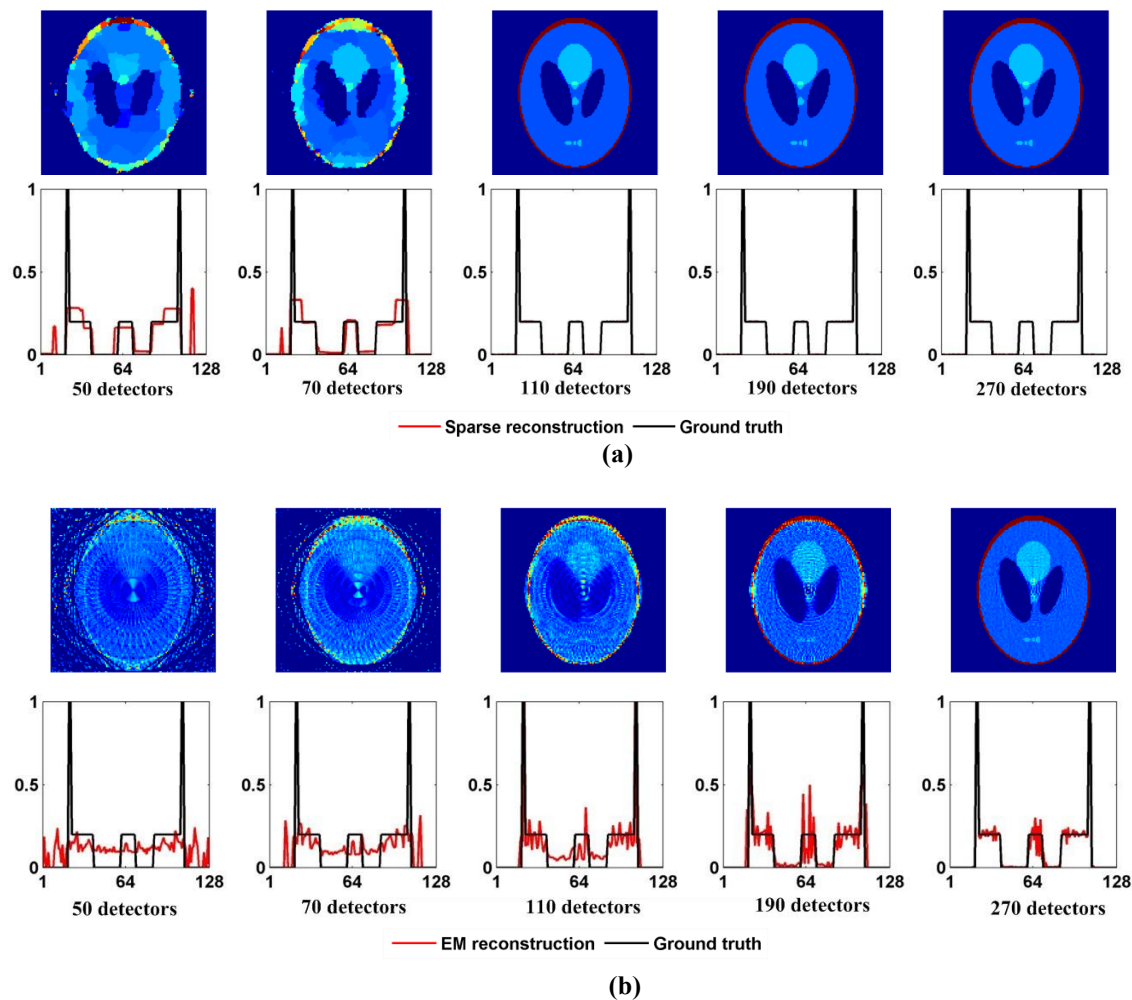 1 1 1 1 1
0.5 0.5 0.5 0.5 0.5
0 0 0 0 0
1 64 128 1 64 128 1 64 128 1 64 128 1 64 128
50 detectors 70 detectors 110 detectors 190 detectors 270 detectors
Sparse reconstruction Ground truth
(a)
1 1 1 1 1
0.5 0.5 0.5 0.5 0.5
0 0 0 0 0
1 64 128 1 64 128 1 64 128 1 64 128 1 64 128
50 detectors 70 detectors 110 detectors 190 detectors 270 detectors
EM reconstruction Ground truth
(b)